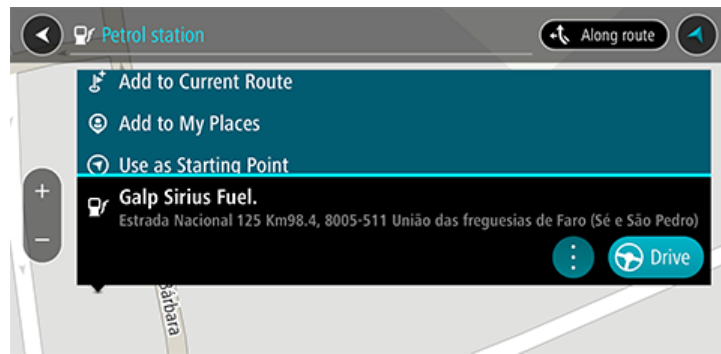 Petrol station
Along route
Add to Current Route
Add to My Places
Use as Starting Point
Galp Sirius Fuel.
Estrada Nacional 125 Km98.4, 8005-511 União das freguesias de Faro (Sé e São Pedro)
Drive
Bárbara